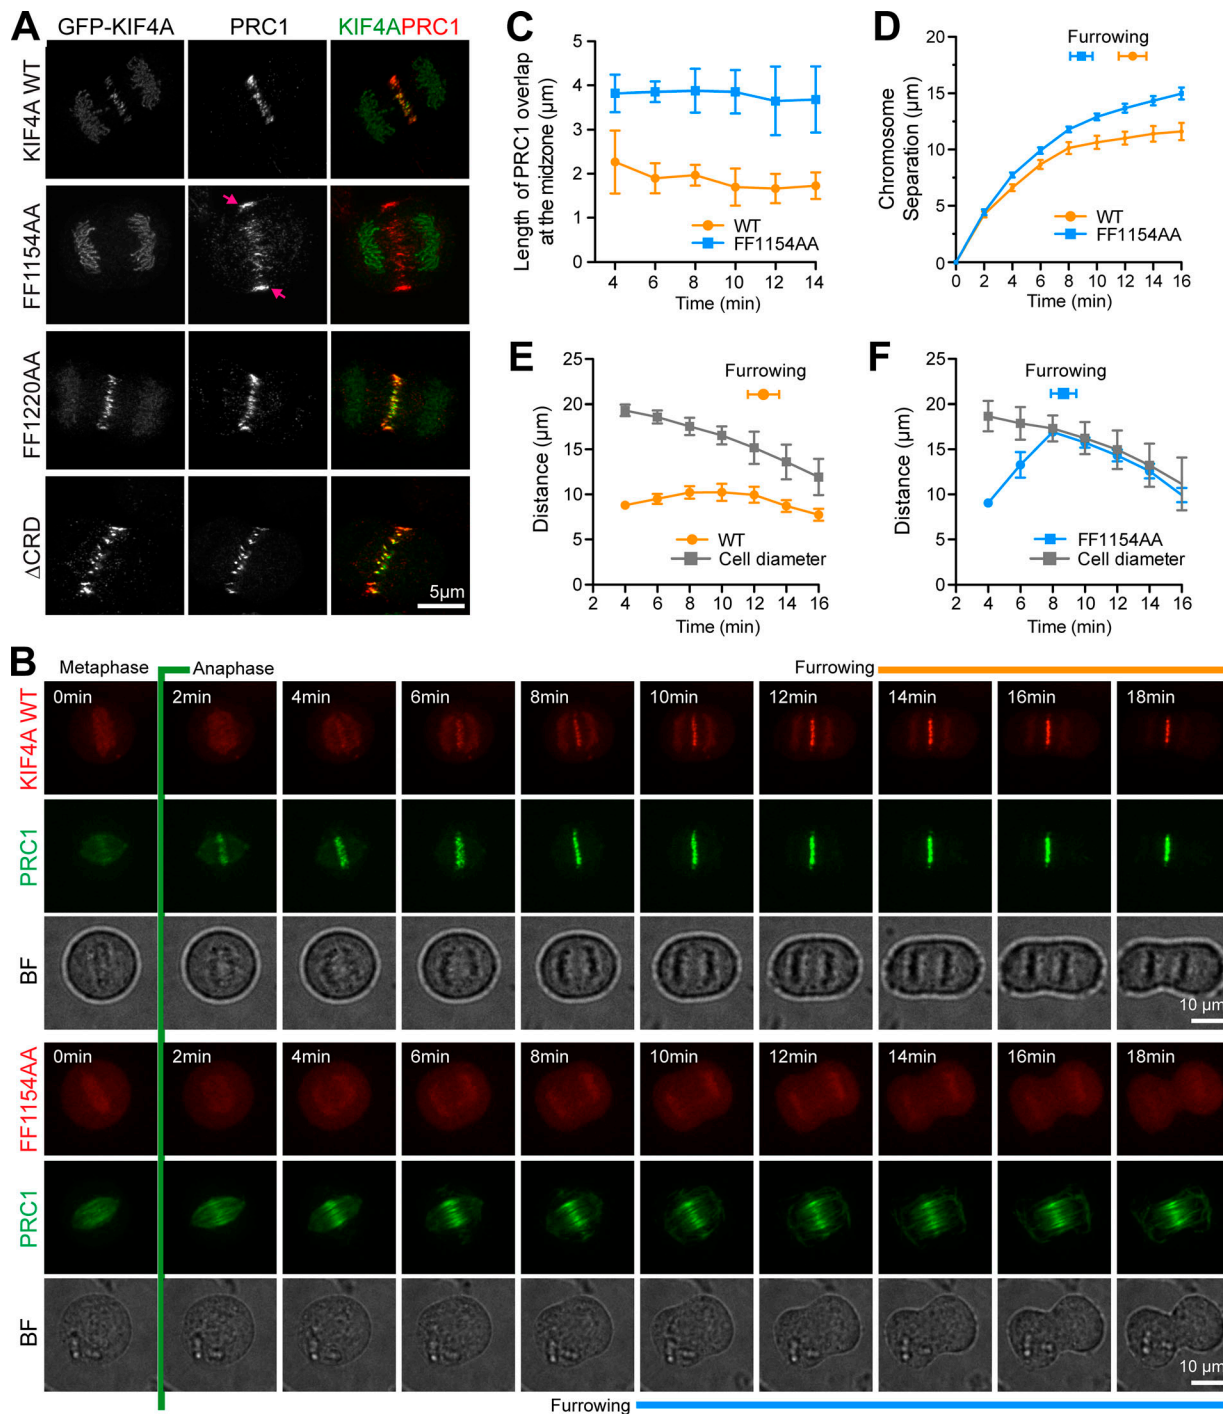 A
GFP-KIF4A PRC1 KIF4APRC1
KIF4A WT
FF1154AA
FF1220AA
ΔCRD
5µm
C
Length of PRC1 overlap
at the midzone (µm)
5
4
3
2
1
0
WT
FF1154AA
4 6 8 10 12 14
Time (min)
D
Furrowing
Chromosome
Separation (µm)
20
15
10
5
0
WT
FF1154AA
0 2 4 6 8 10 12 14 16
Time (min)
E
Furrowing
Distance (µm)
25
20
15
10
5
0
WT
Cell diameter
2 4 6 8 10 12 14 16
Time (min)
F
Furrowing
Distance (µm)
25
20
15
10
5
0
FF1154AA
Cell diameter
2 4 6 8 10 12 14 16
Time (min)
B
Metaphase Anaphase Furrowing
KIF4A WT
0min 2min 4min 6min 8min 10min 12min 14min 16min 18min
PRC1
BF
10 µm
FF1154AA
0min 2min 4min 6min 8min 10min 12min 14min 16min 18min
PRC1
BF
10 µm
Furrowing